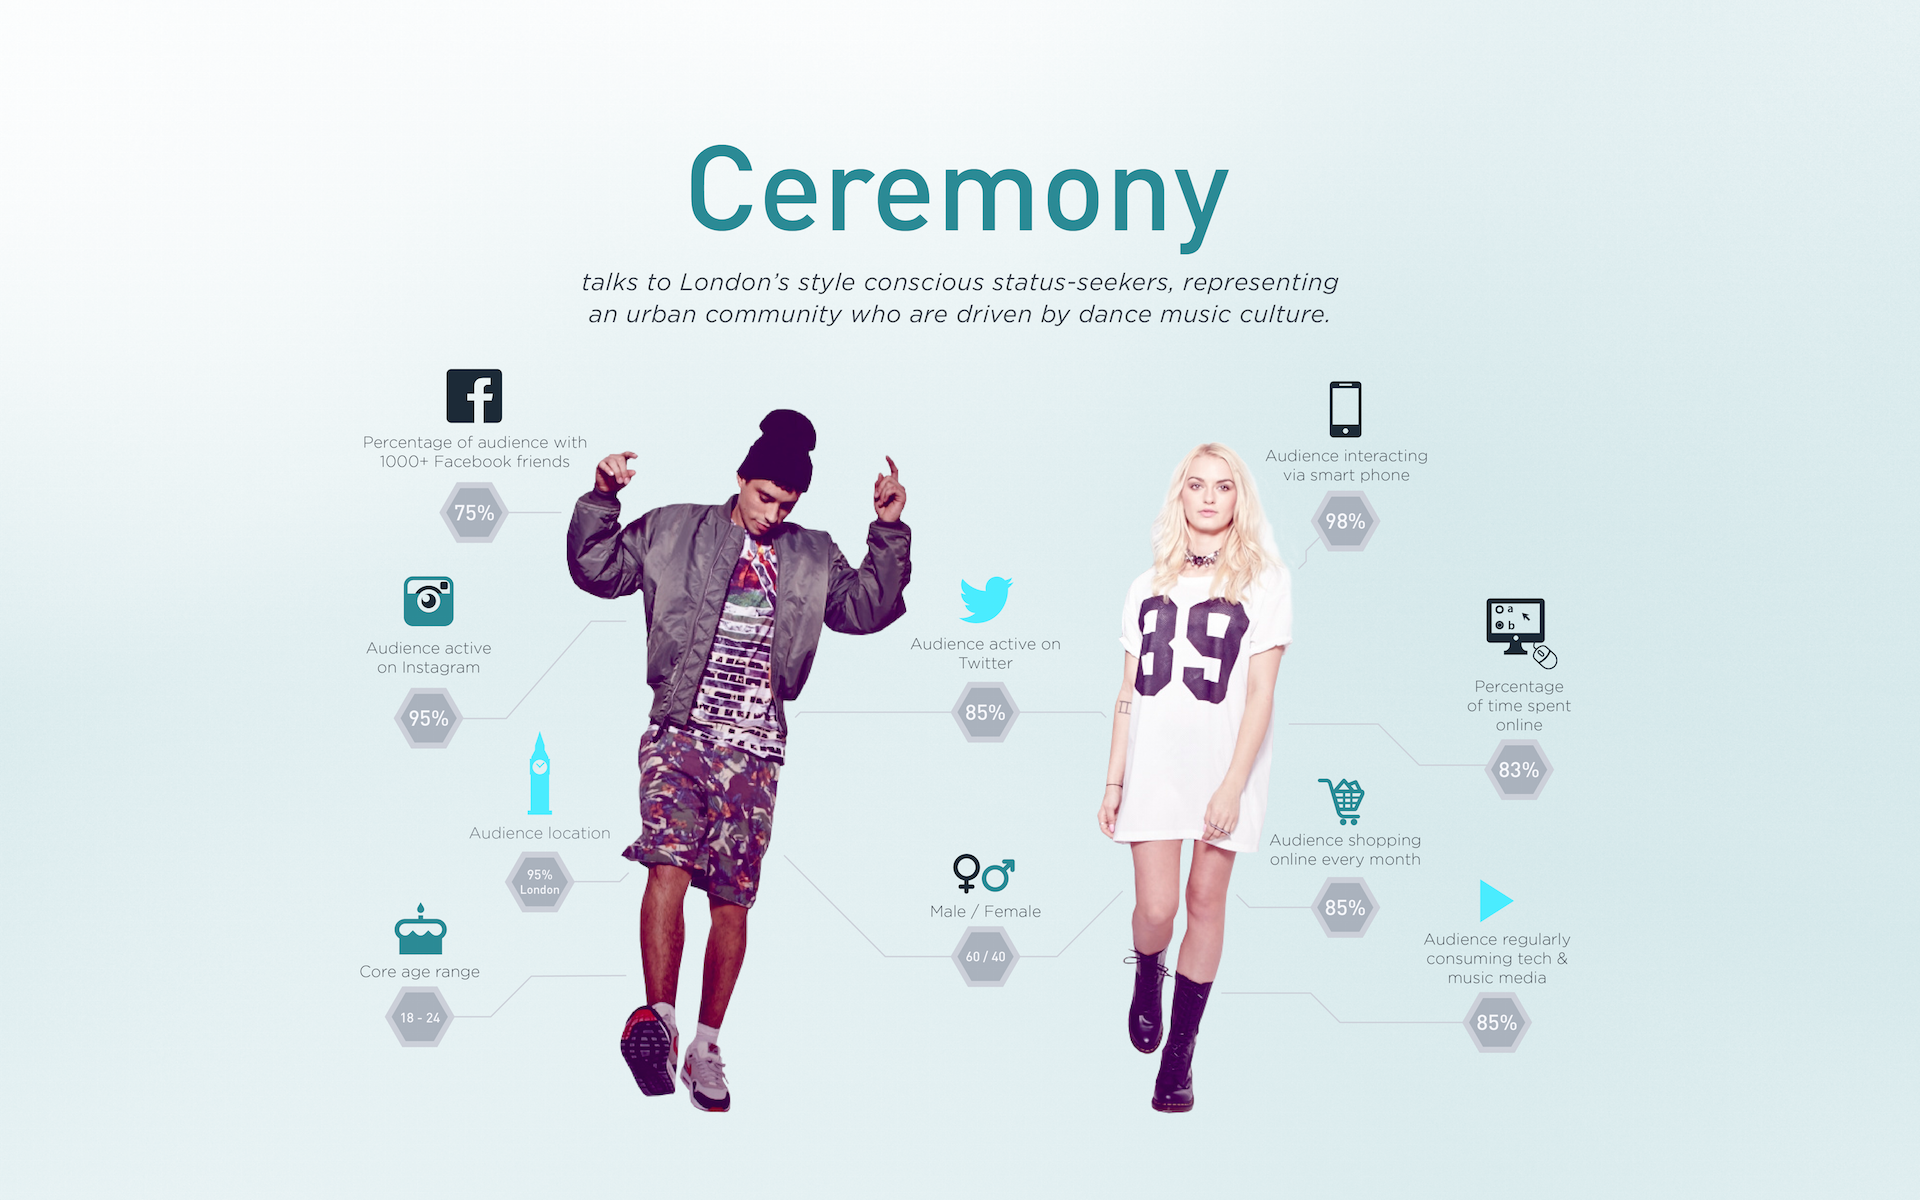 Ceremony
talks to London's style conscious status-seekers, representing
an urban community who are driven by dance music culture.
Percentage of audience with
1000+ Facebook friends
75%
Audience active
on Instagram
95%
Audience location
95%
London
Core age range
18 - 24
Audience active on
Twitter
85%
Male / Female
60 / 40
89
Audience interacting
via smart phone
98%
a
b
Percentage
of time spent
online
83%
Audience shopping
online every month
85%
Audience regularly
consuming tech &
music media
85%